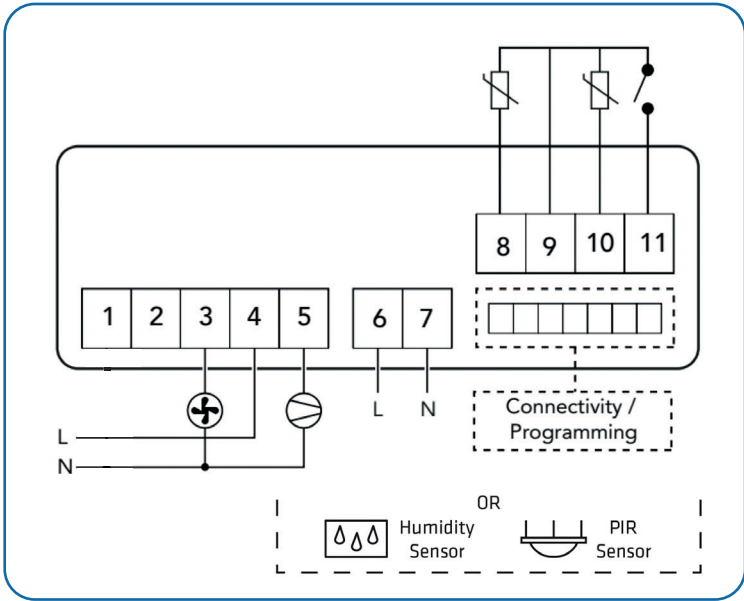 8 9 10 11
1 2 3 4 5 6 7
L N
Connectivity /
Programming
L
N
OR
Humidity
Sensor
PIR
Sensor